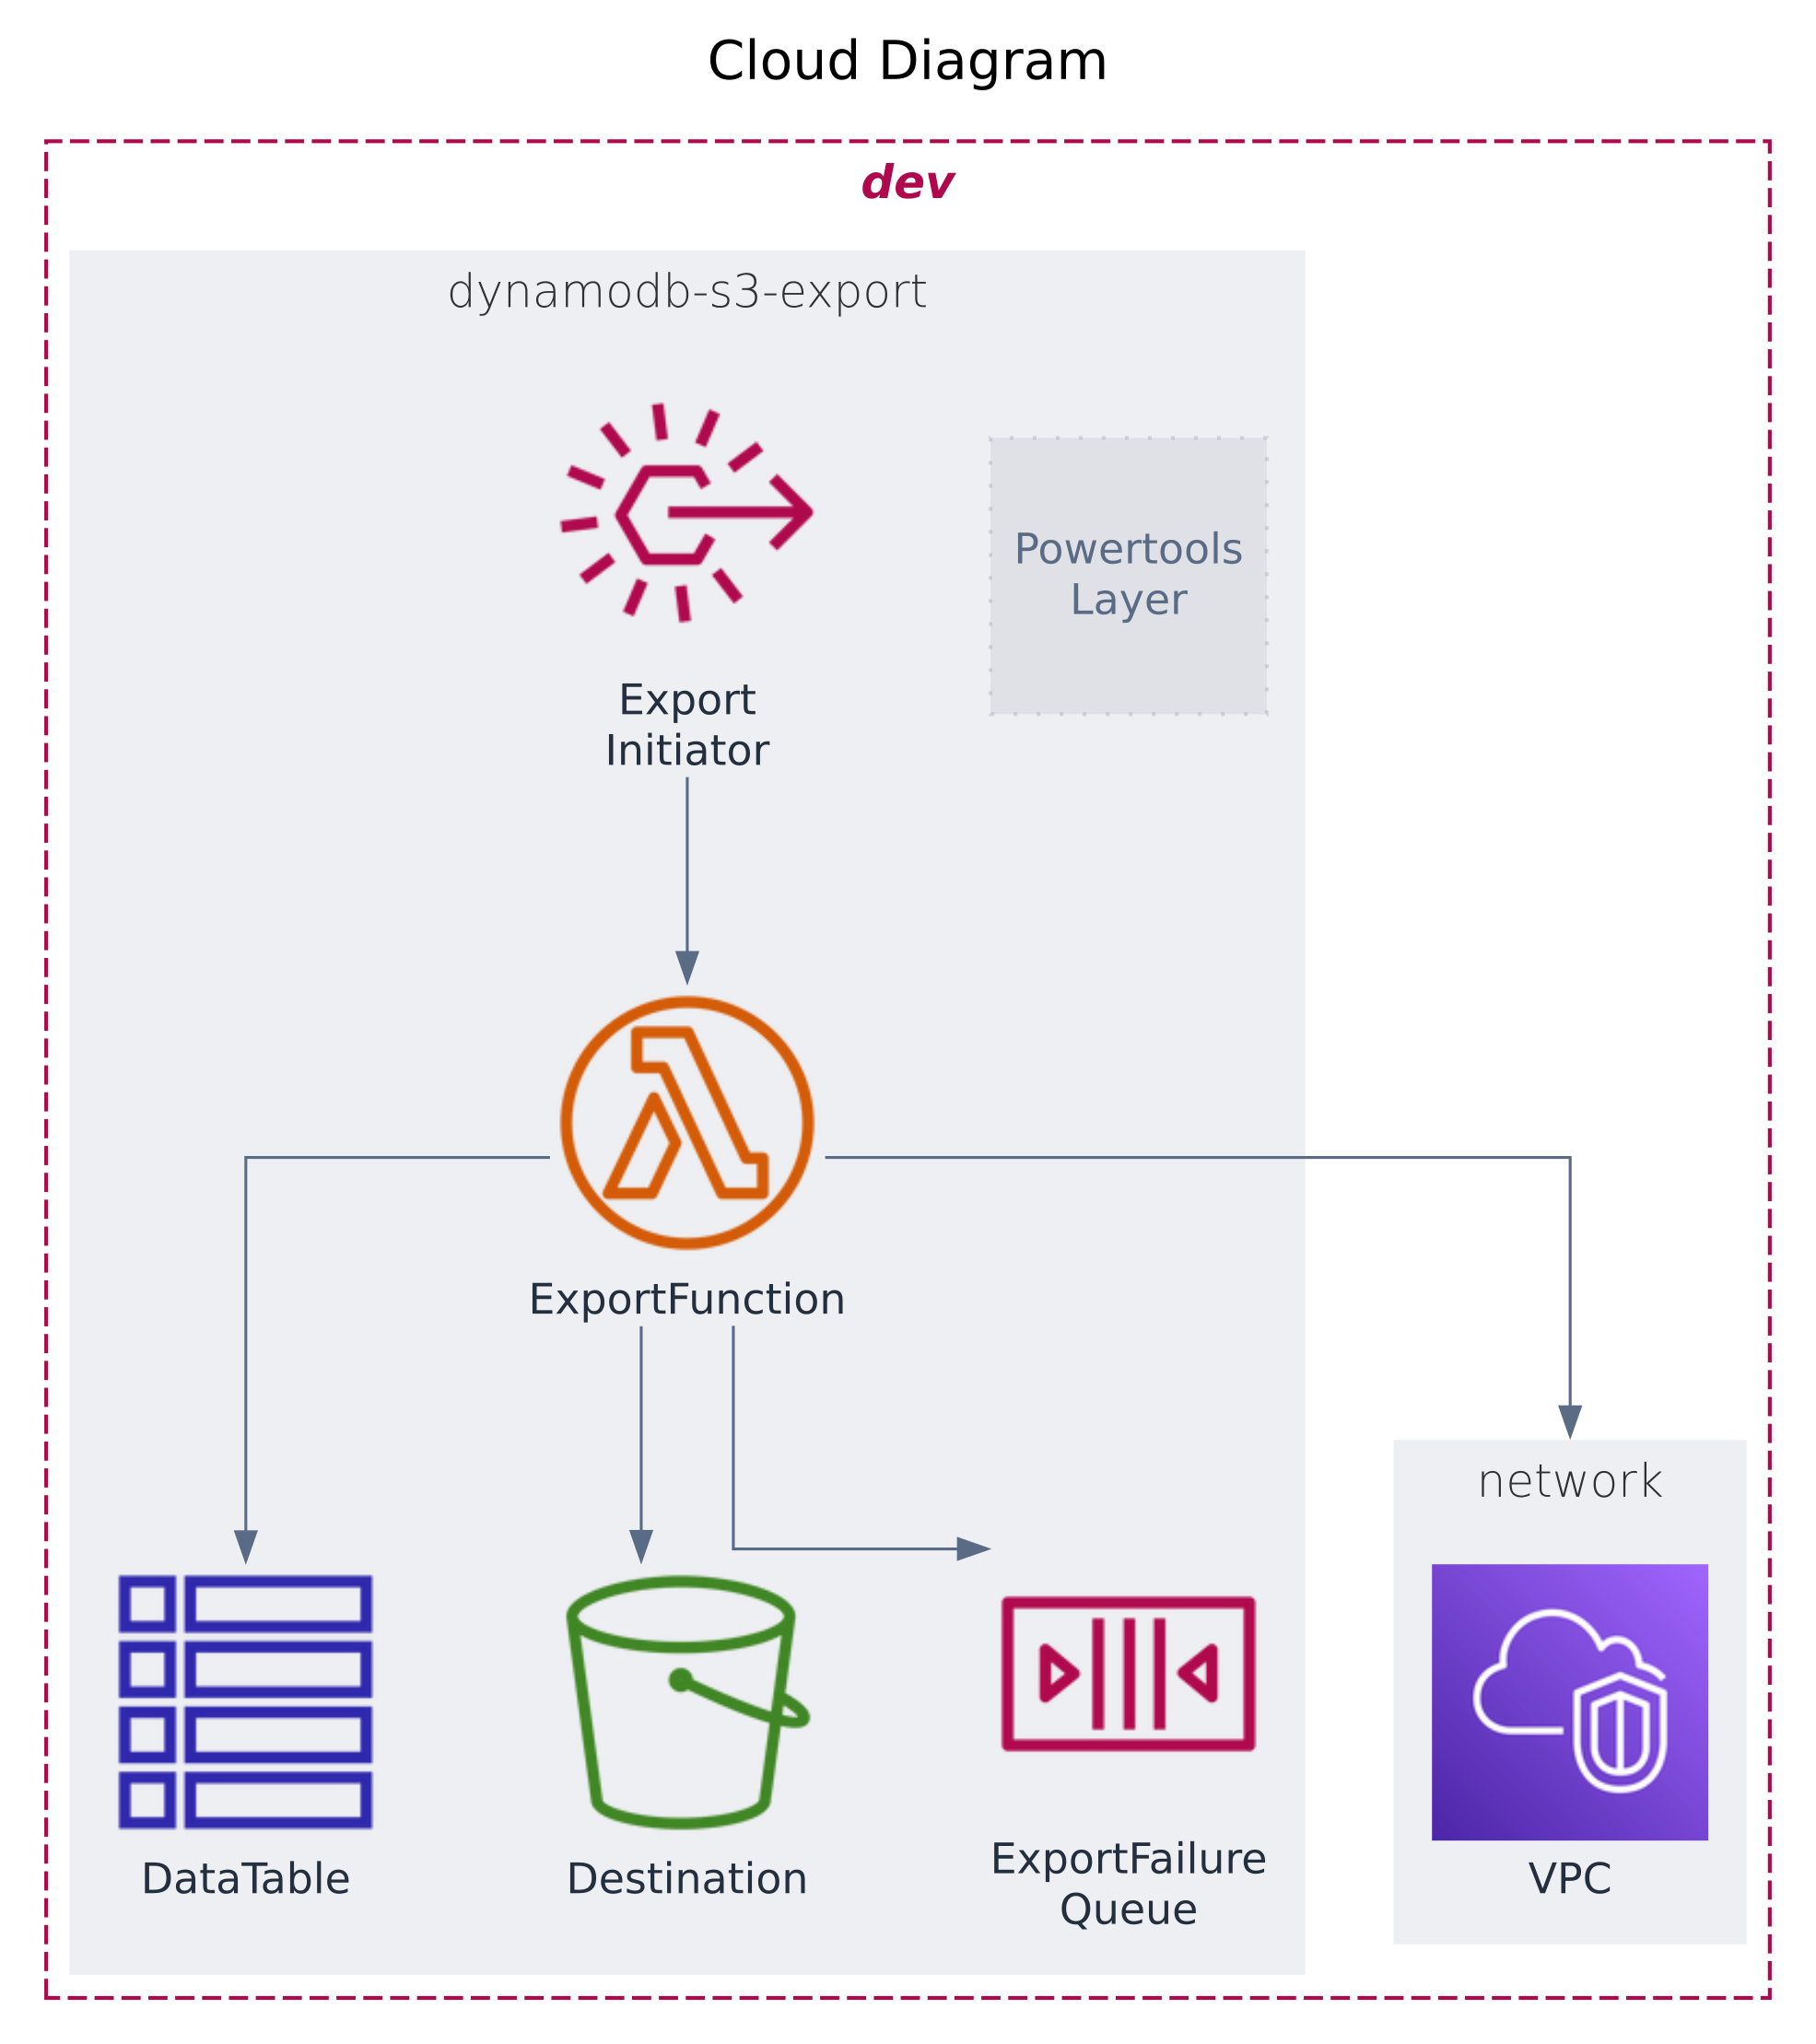 Cloud Diagram
dev
dynamodb-s3-export
Powertools
Layer
Export
Initiator
ExportFunction
network
DataTable
Destination
ExportFailure
Queue
VPC